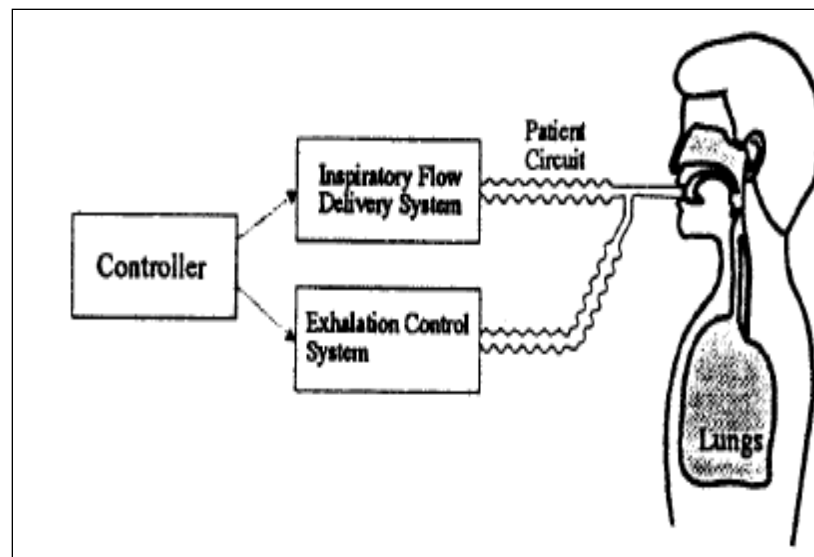 Patient
Circuit
Inspiratory Flow
Delivery System
Controller
Exhalation Control
System
Lungs